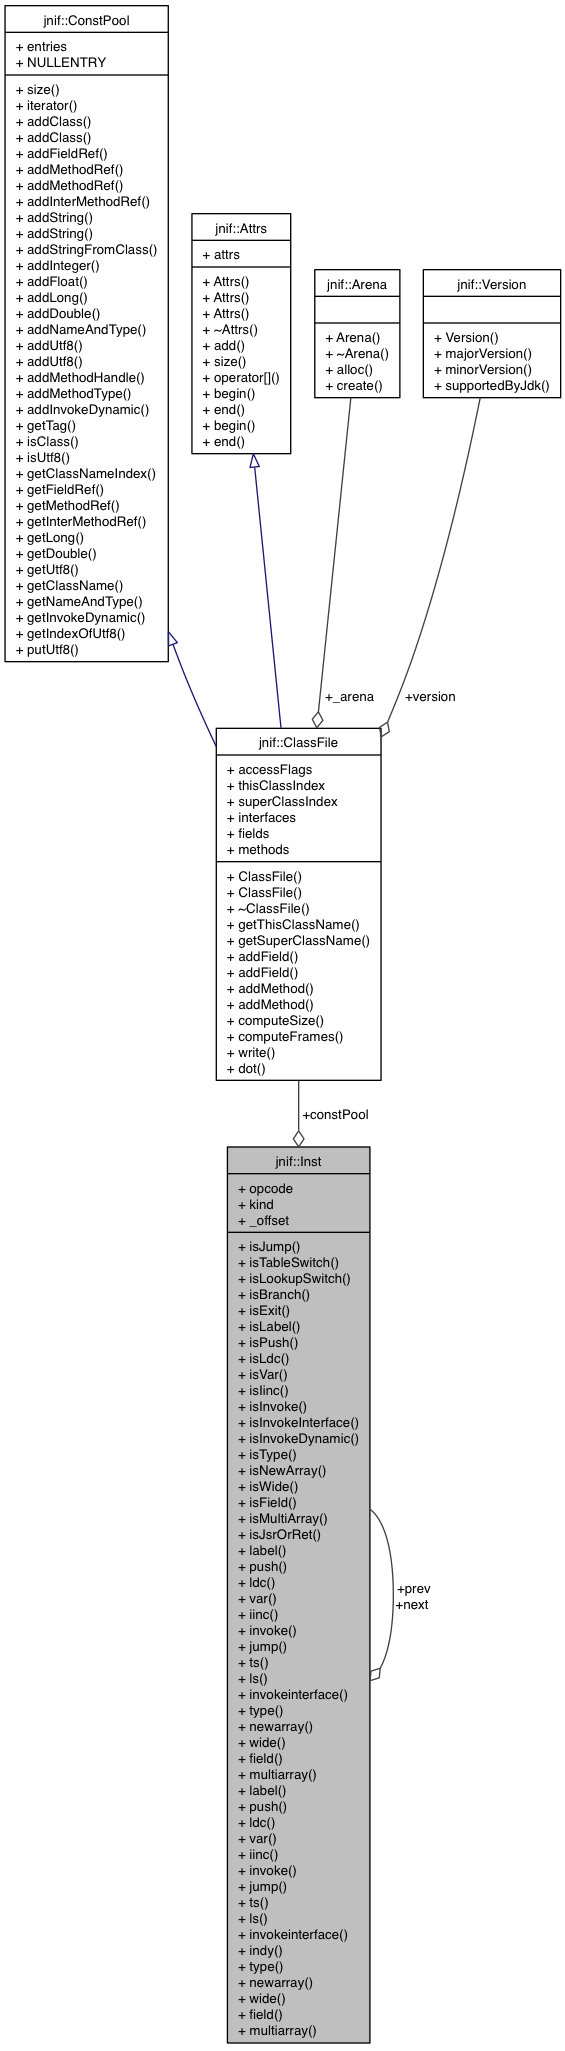 jnif::ConstPool
+ entries
+ NULLENTRY
+ size()
+ iterator()
+ addClass()
+ addClass()
+ addFieldRef()
+ addMethodRef()
+ addMethodRef()
+ addInterMethodRef()
+ addString()
+ addString()
+ addStringFromClass()
+ addInteger()
+ addFloat()
+ addLong()
+ addDouble()
+ addNameAndType()
+ addUtf8()
+ addUtf8()
+ addMethodHandle()
+ addMethodType()
+ addInvokeDynamic()
+ getTag()
+ isClass()
+ isUtf8()
+ getClassNameIndex()
+ getFieldRef()
+ getMethodRef()
+ getInterMethodRef()
+ getLong()
+ getDouble()
+ getUtf8()
+ getClassName()
+ getNameAndType()
+ getInvokeDynamic()
+ getIndexOfUtf8()
+ putUtf8()
jnif::Attrs
+ attrs
+ Attrs()
+ Attrs()
+ Attrs()
+ ~Attrs()
+ add()
+ size()
+ operator[]()
+ begin()
+ end()
+ begin()
+ end()
jnif::Arena
+ Arena()
+ ~Arena()
+ alloc()
+ create()
jnif::Version
+ Version()
+ majorVersion()
+ minorVersion()
+ supportedByJdk()
+_arena
+version
jnif::ClassFile
+ accessFlags
+ thisClassIndex
+ superClassIndex
+ interfaces
+ fields
+ methods
+ ClassFile()
+ ClassFile()
+ ~ClassFile()
+ getThisClassName()
+ getSuperClassName()
+ addField()
+ addField()
+ addMethod()
+ addMethod()
+ computeSize()
+ computeFrames()
+ write()
+ dot()
+constPool
jnif::Inst
+ opcode
+ kind
+ _offset
+ isJump()
+ isTableSwitch()
+ isLookupSwitch()
+ isBranch()
+ isExit()
+ isLabel()
+ isPush()
+ isLdc()
+ isVar()
+ isIinc()
+ isInvoke()
+ isInvokeInterface()
+ isInvokeDynamic()
+ isType()
+ isNewArray()
+ isWide()
+ isField()
+ isMultiArray()
+ isJsrOrRet()
+ label()
+ push()
+ ldc()
+ var()
+ iinc()
+ invoke()
+ jump()
+ ts()
+ ls()
+ invokeinterface()
+ type()
+ newarray()
+ wide()
+ field()
+ multiarray()
+ label()
+ push()
+ ldc()
+ var()
+ iinc()
+ invoke()
+ jump()
+ ts()
+ ls()
+ invokeinterface()
+ indy()
+ type()
+ newarray()
+ wide()
+ field()
+ multiarray()
+prev
+next